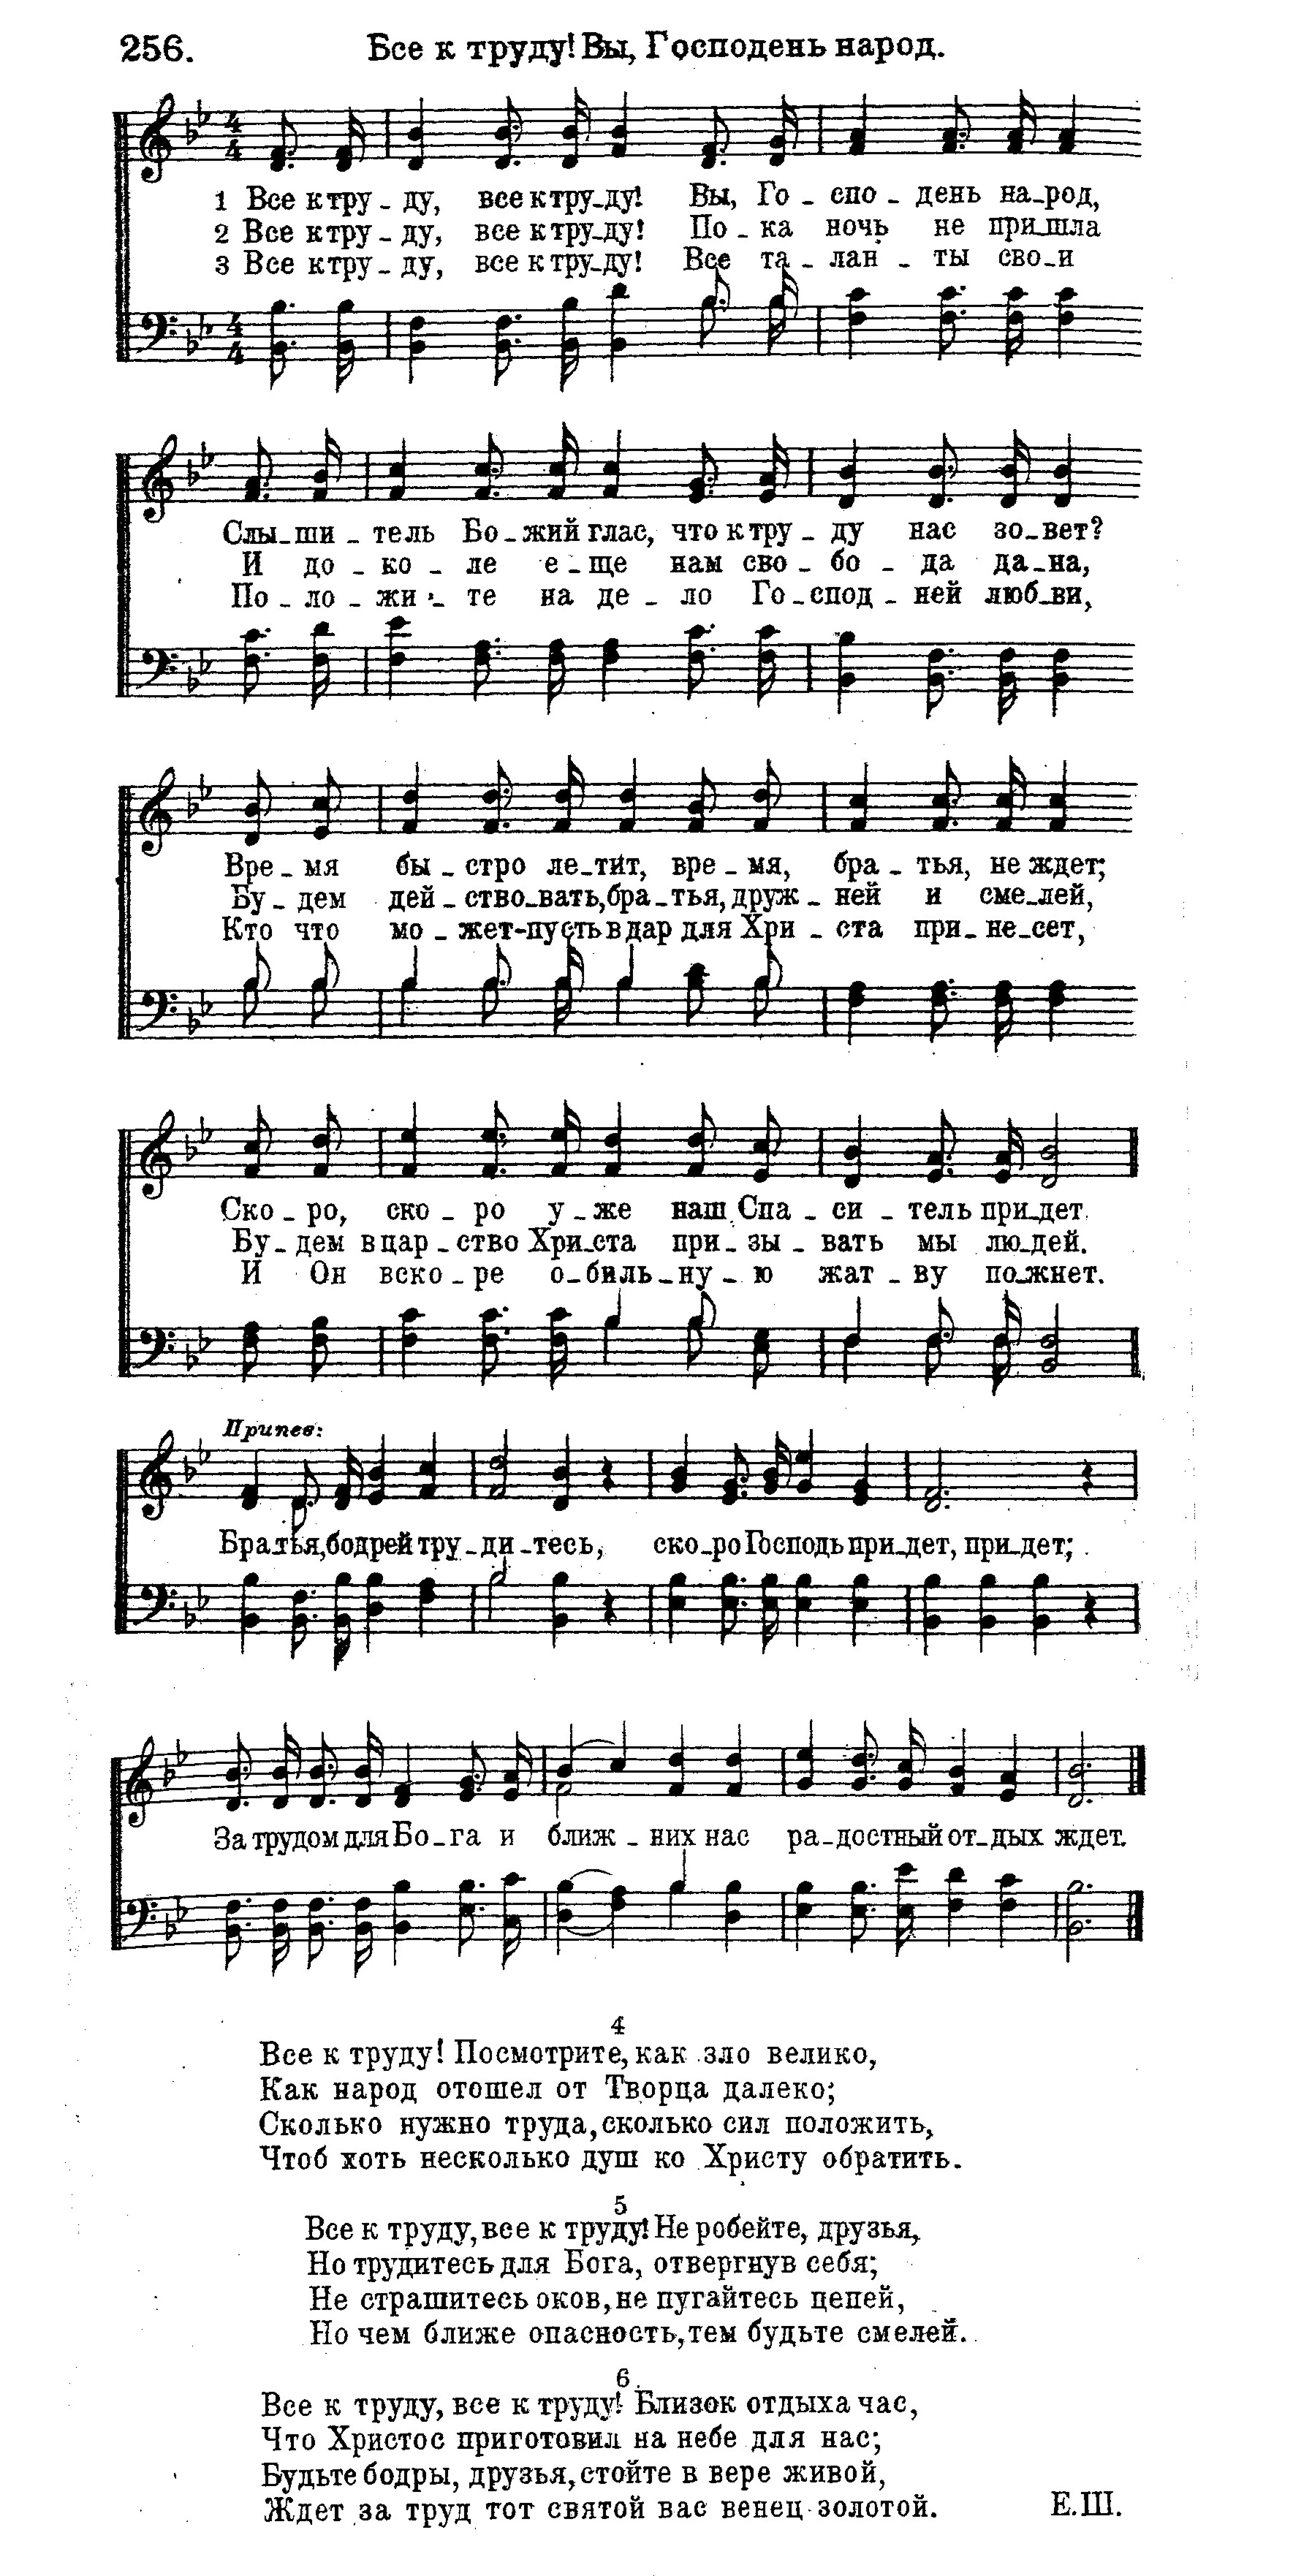 256. Бсе к труду! Вы, Господень народ.
1 Все к тру - ду, все к тру-ду! Вы, Го - спо - день на-род,
2 Все к тру - ду, все к тру-ду! По - ка ночь не при-шла
3 Все к тру - ду, все к тру-ду! Все та - лан - ты сво-и
Слы-ши - тель Бо-жий глас, что к тру - ду нас зо-вет?
И до - ко - ле е-ще нам сво - бо - да да-на,
По - ло - жи - те на де - ло Го-спод - ней люб-ви,
Вре-мя бы - стро ле-тит, вре-мя, бра - тья, не ждет;
Бу-дем дей - ство-вать, бра-тья, друж - ней и сме-лей,
Кто что мо - жет-пусть в дар для Хри - ста при-не-сет,
Ско-ро, ско - ро у-же наш Спа - си - тель при-дет
Бу-дем в цар - ство Хри-ста при-зы - вать мы лю-дей.
И Он вско-ре о-биль-ну-ю жат - ву по-жнет.
Припев:
Бра-тья, бодрей тру-ди-тесь, ско-ро Господь при-дет, при-дет;
За трудом для Бо-га и ближ - них нас ра-достный от-дых ждет.
4
Все к труду! Посмотрите, как зло велико,
Как народ отошел от Творца далеко;
Сколько нужно труда, сколько сил положить,
Чтоб хоть несколько душ ко Христу обратить.
5
Все к труду, все к труду! Не робейте, друзья,
Но трудитесь для Бога, отвергнув себя;
Не страшитесь оков, не пугайтесь цепей,
Но чем ближе опасность, тем будьте смелей.
6
Все к труду, все к труду! Близок отдыха час,
Что Христос приготовил на небе для нас;
Будьте бодры, друзья, стойте в вере живой,
Ждет за труд тот святой вас венец золотой. Е.Ш.